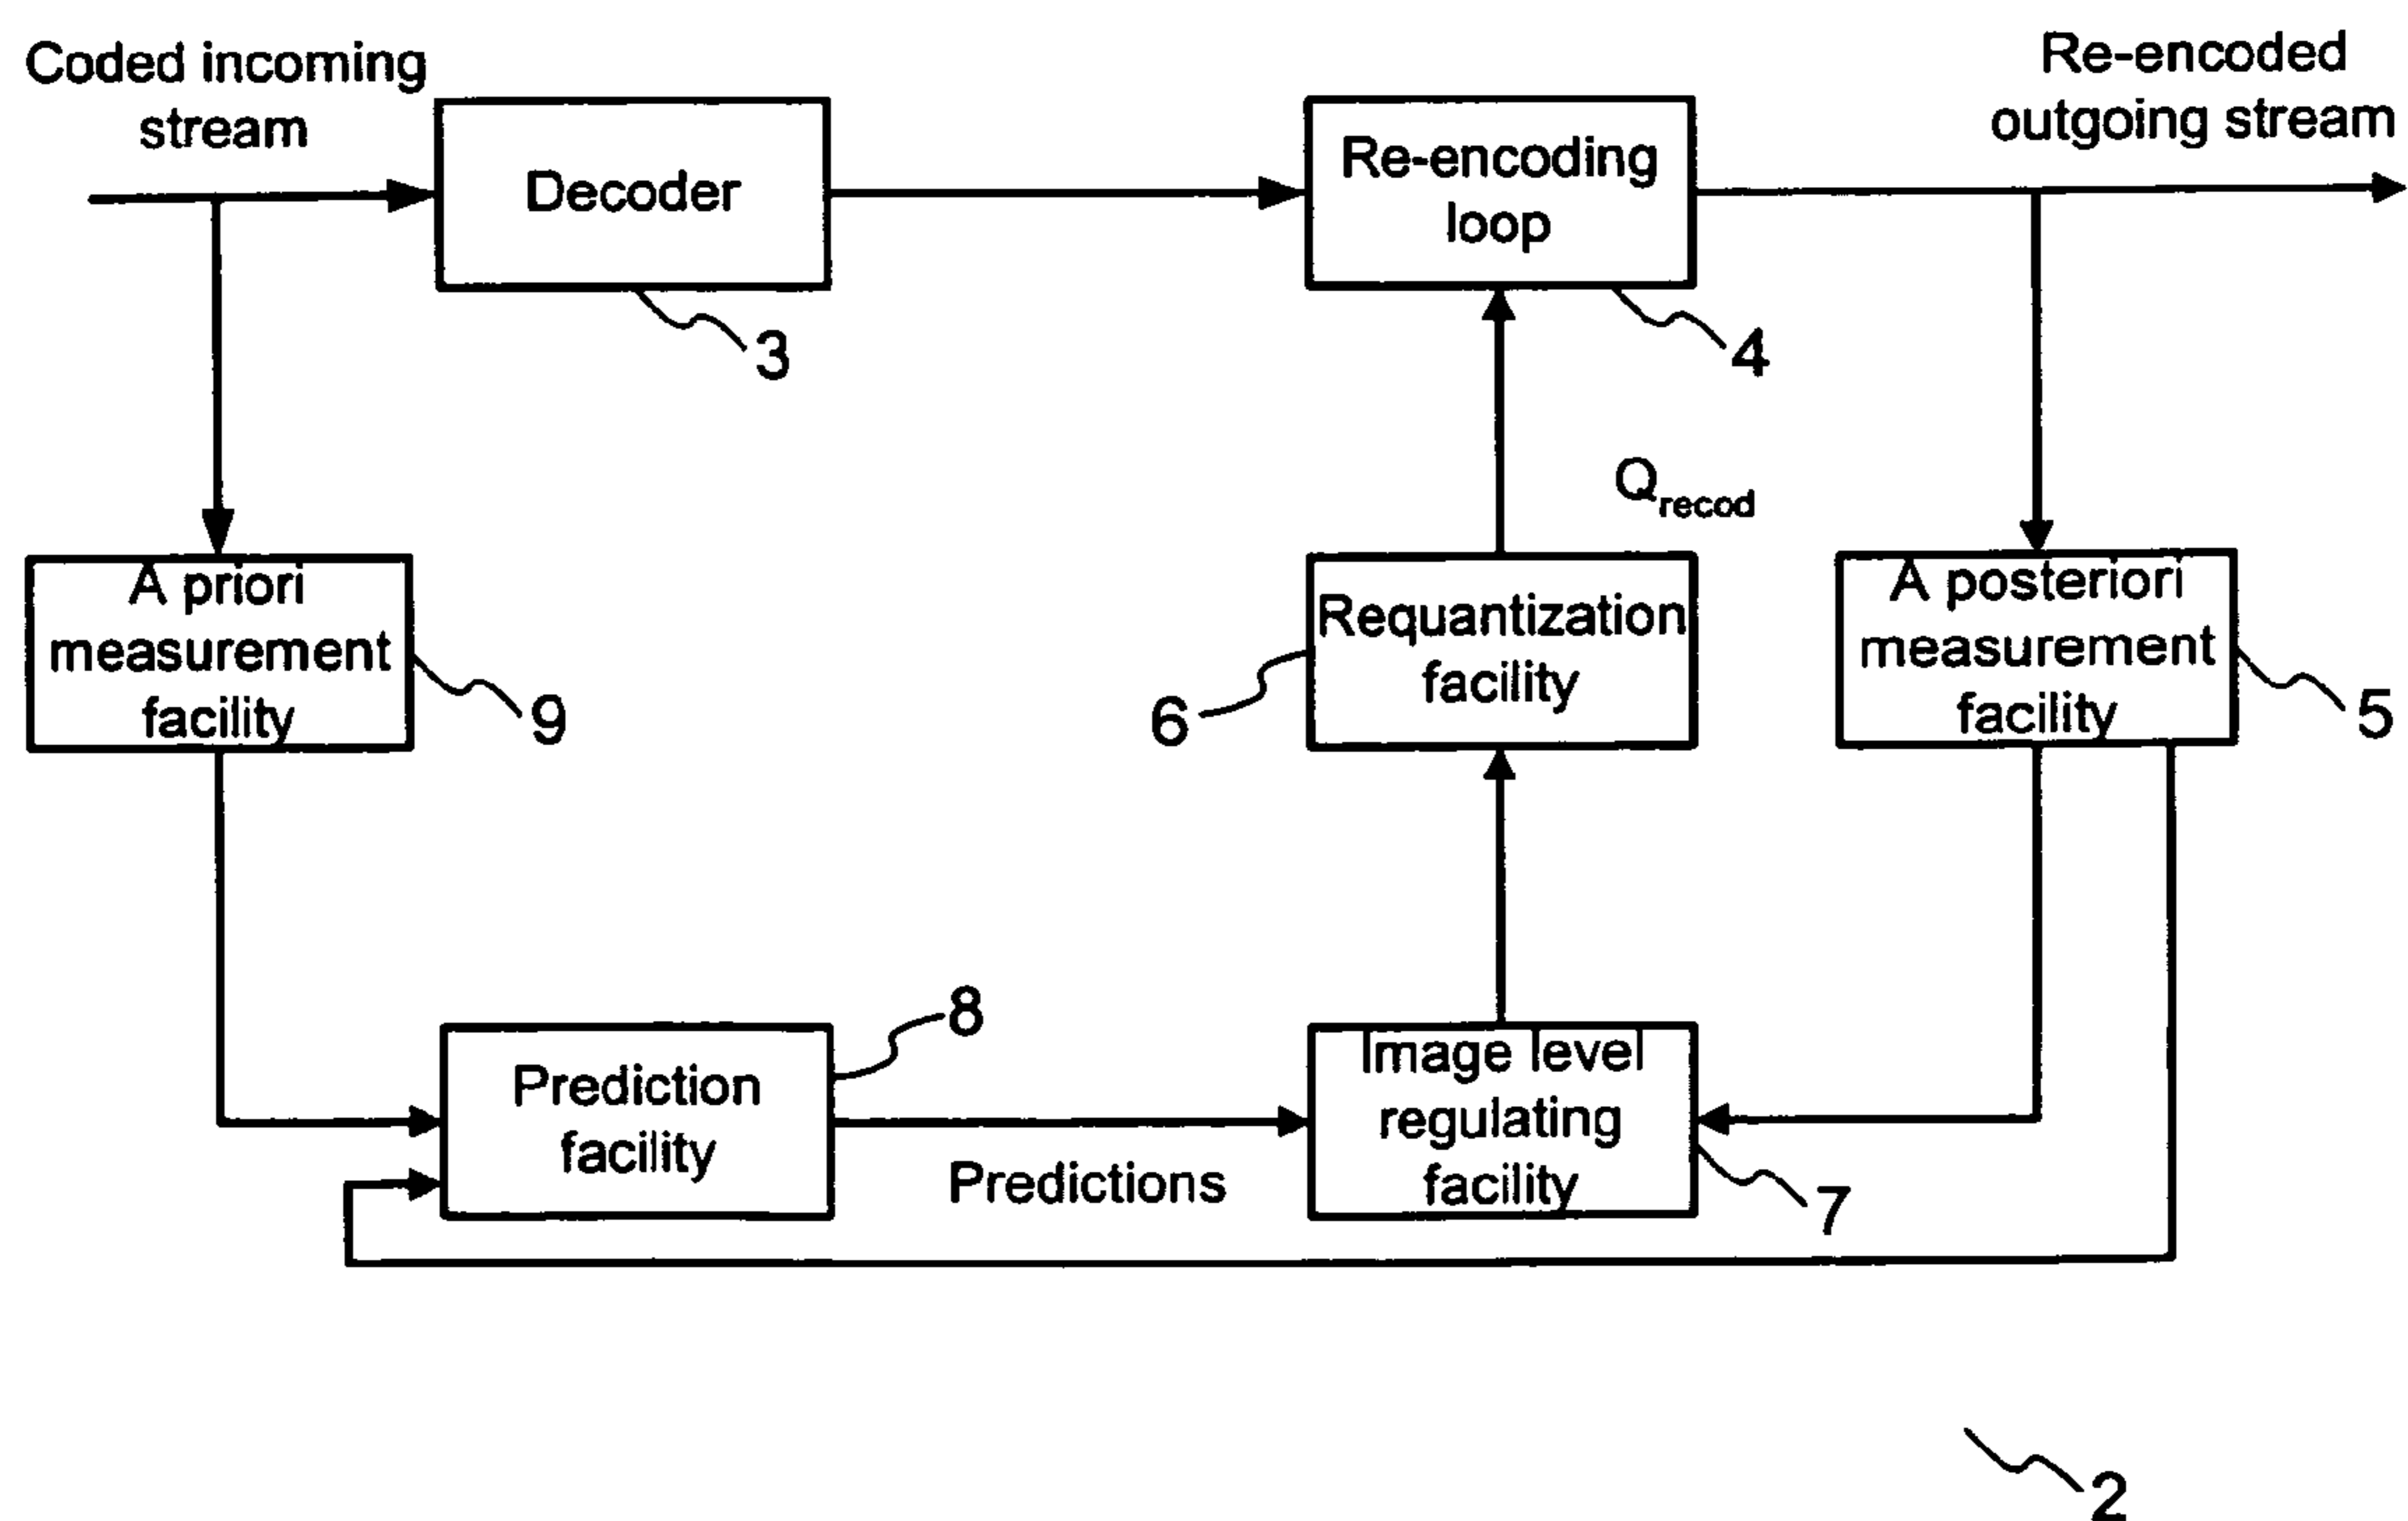 Coded incoming
stream
Re-encoded
outgoing stream
Decoder
Re-encoding
loop
3
4
Q_recod
A priori
measurement
facility
9
6
Requantization
facility
A posteriori
measurement
facility
5
8
Prediction
facility
Predictions
Image level
regulating
facility
7
2